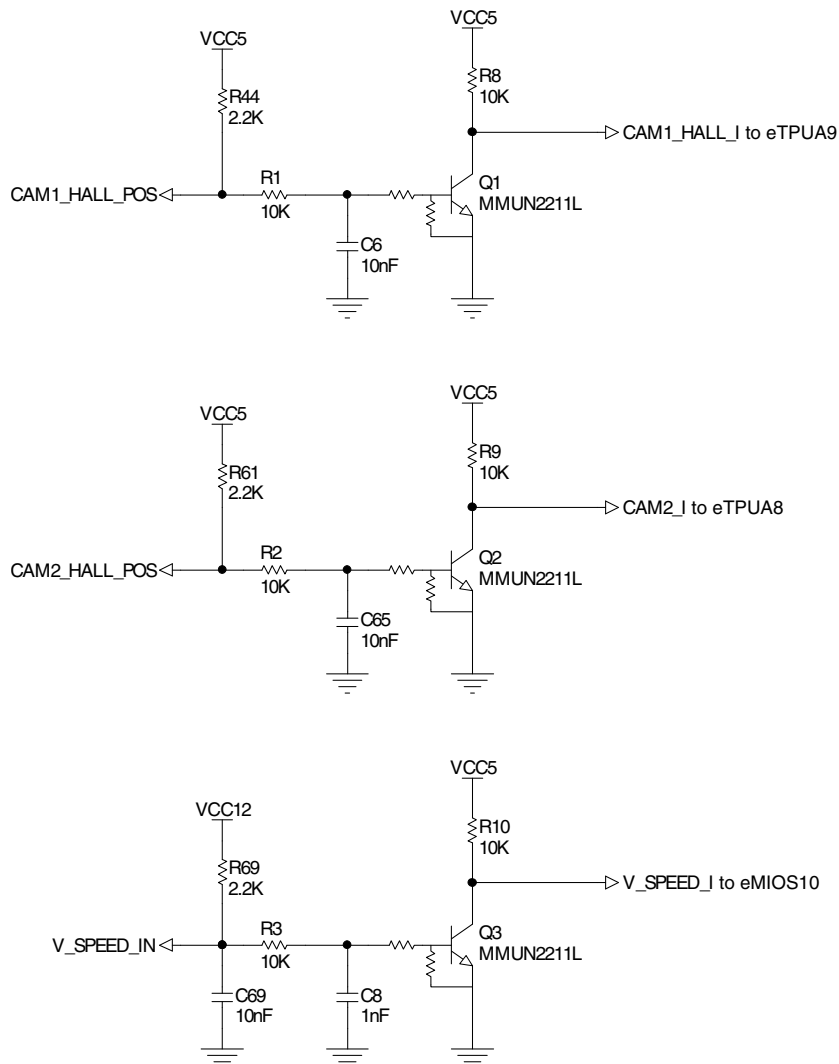 VCC5
R8
10K
CAM1_HALL_I to eTPUA9
VCC5
R44
2.2K
CAM1_HALL_POS
R1
10K
C6
10nF
Q1
MMUN2211L
VCC5
R9
10K
CAM2_I to eTPUA8
VCC5
R61
2.2K
CAM2_HALL_POS
R2
10K
C65
10nF
Q2
MMUN2211L
VCC5
R10
10K
V_SPEED_I to eMIOS10
VCC12
R69
2.2K
V_SPEED_IN
R3
10K
C69
10nF
C8
1nF
Q3
MMUN2211L